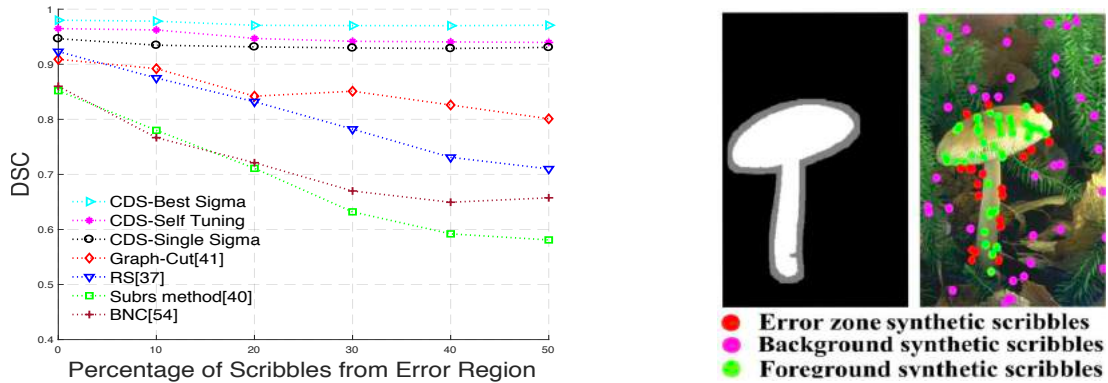 1
0.9
0.8
0.7
0.6
0.5
0.4
DSC
CDS-Best Sigma
CDS-Self Tuning
CDS-Single Sigma
Graph-Cut[41]
RS[37]
Subrs method[40]
BNC[54]
0 10 20 30 40 50
Percentage of Scribbles from Error Region
Error zone synthetic scribbles
Background synthetic scribbles
Foreground synthetic scribbles